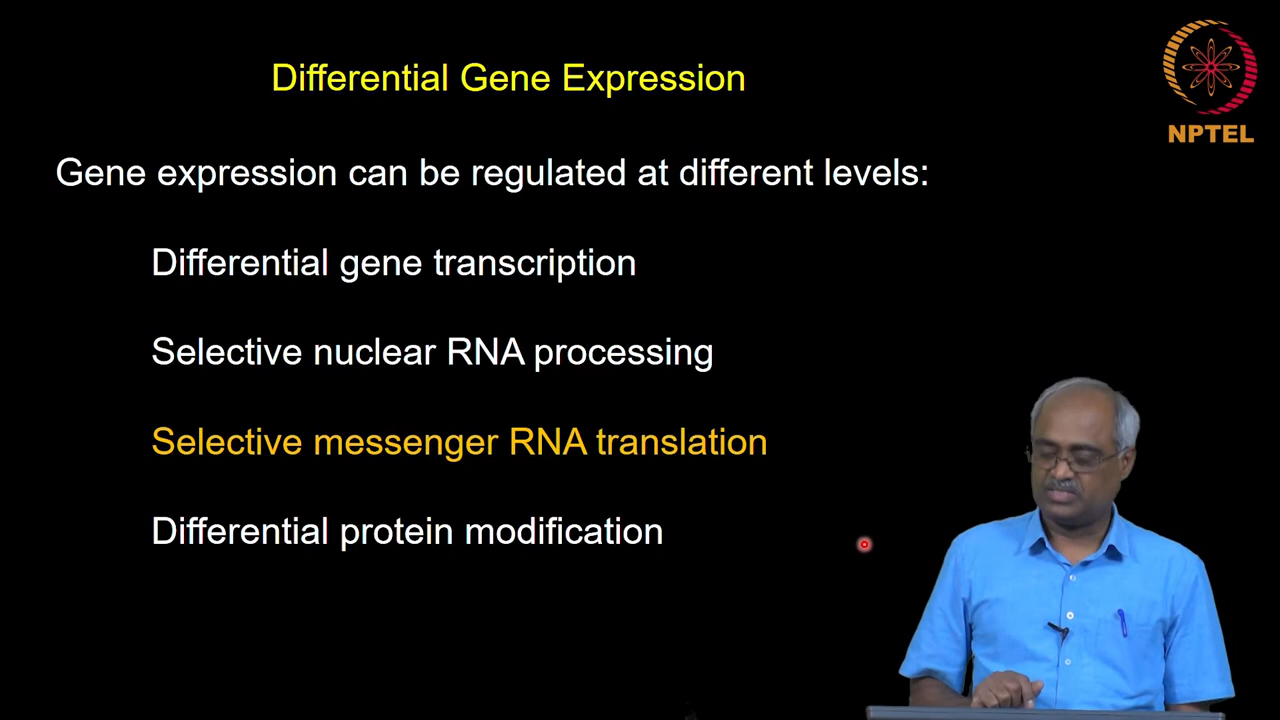 Differential Gene Expression
NPTEL
Gene expression can be regulated at different levels:
Differential gene transcription
Selective nuclear RNA processing
Selective messenger RNA translation
Differential protein modification